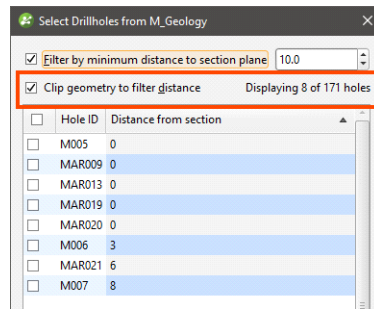 Select Drillholes from M_Geology
Filter by minimum distance to section plane 10.0
Clip geometry to filter distance Displaying 8 of 171 holes
Hole ID Distance from section
M005 0
MAR009 0
MAR013 0
MAR019 0
MAR020 0
M006 3
MAR021 6
M007 8